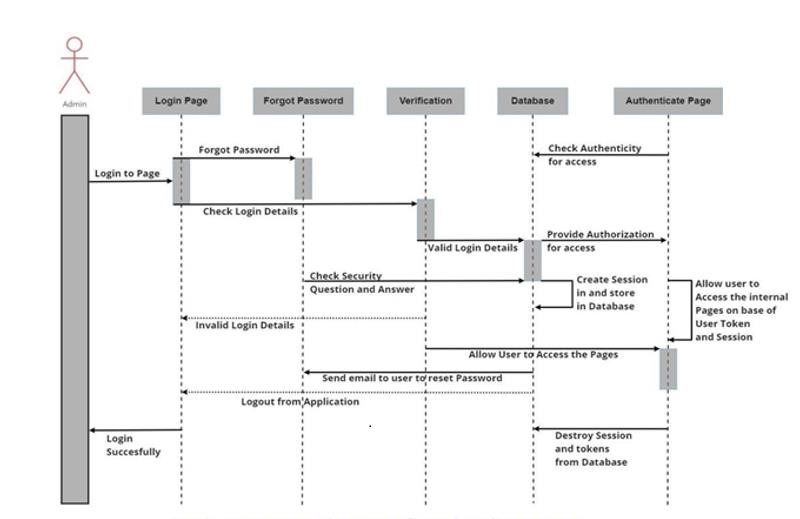 Admin
Login Page
Forgot Password
Verification
Database
Authenticate Page
Forgot Password
Check Authenticity
for access
Login to Page
Check Login Details
Valid Login Details
Provide Authorization
for access
Check Security
Question and Answer
Create Session
in and store
in Database
Allow user to
Access the internal
Pages on base of
User Token
and Session
Invalid Login Details
Allow User to Access the Pages
Send email to user to reset Password
Logout from Application
Login
Succesfully
Destroy Session
and tokens
from Database